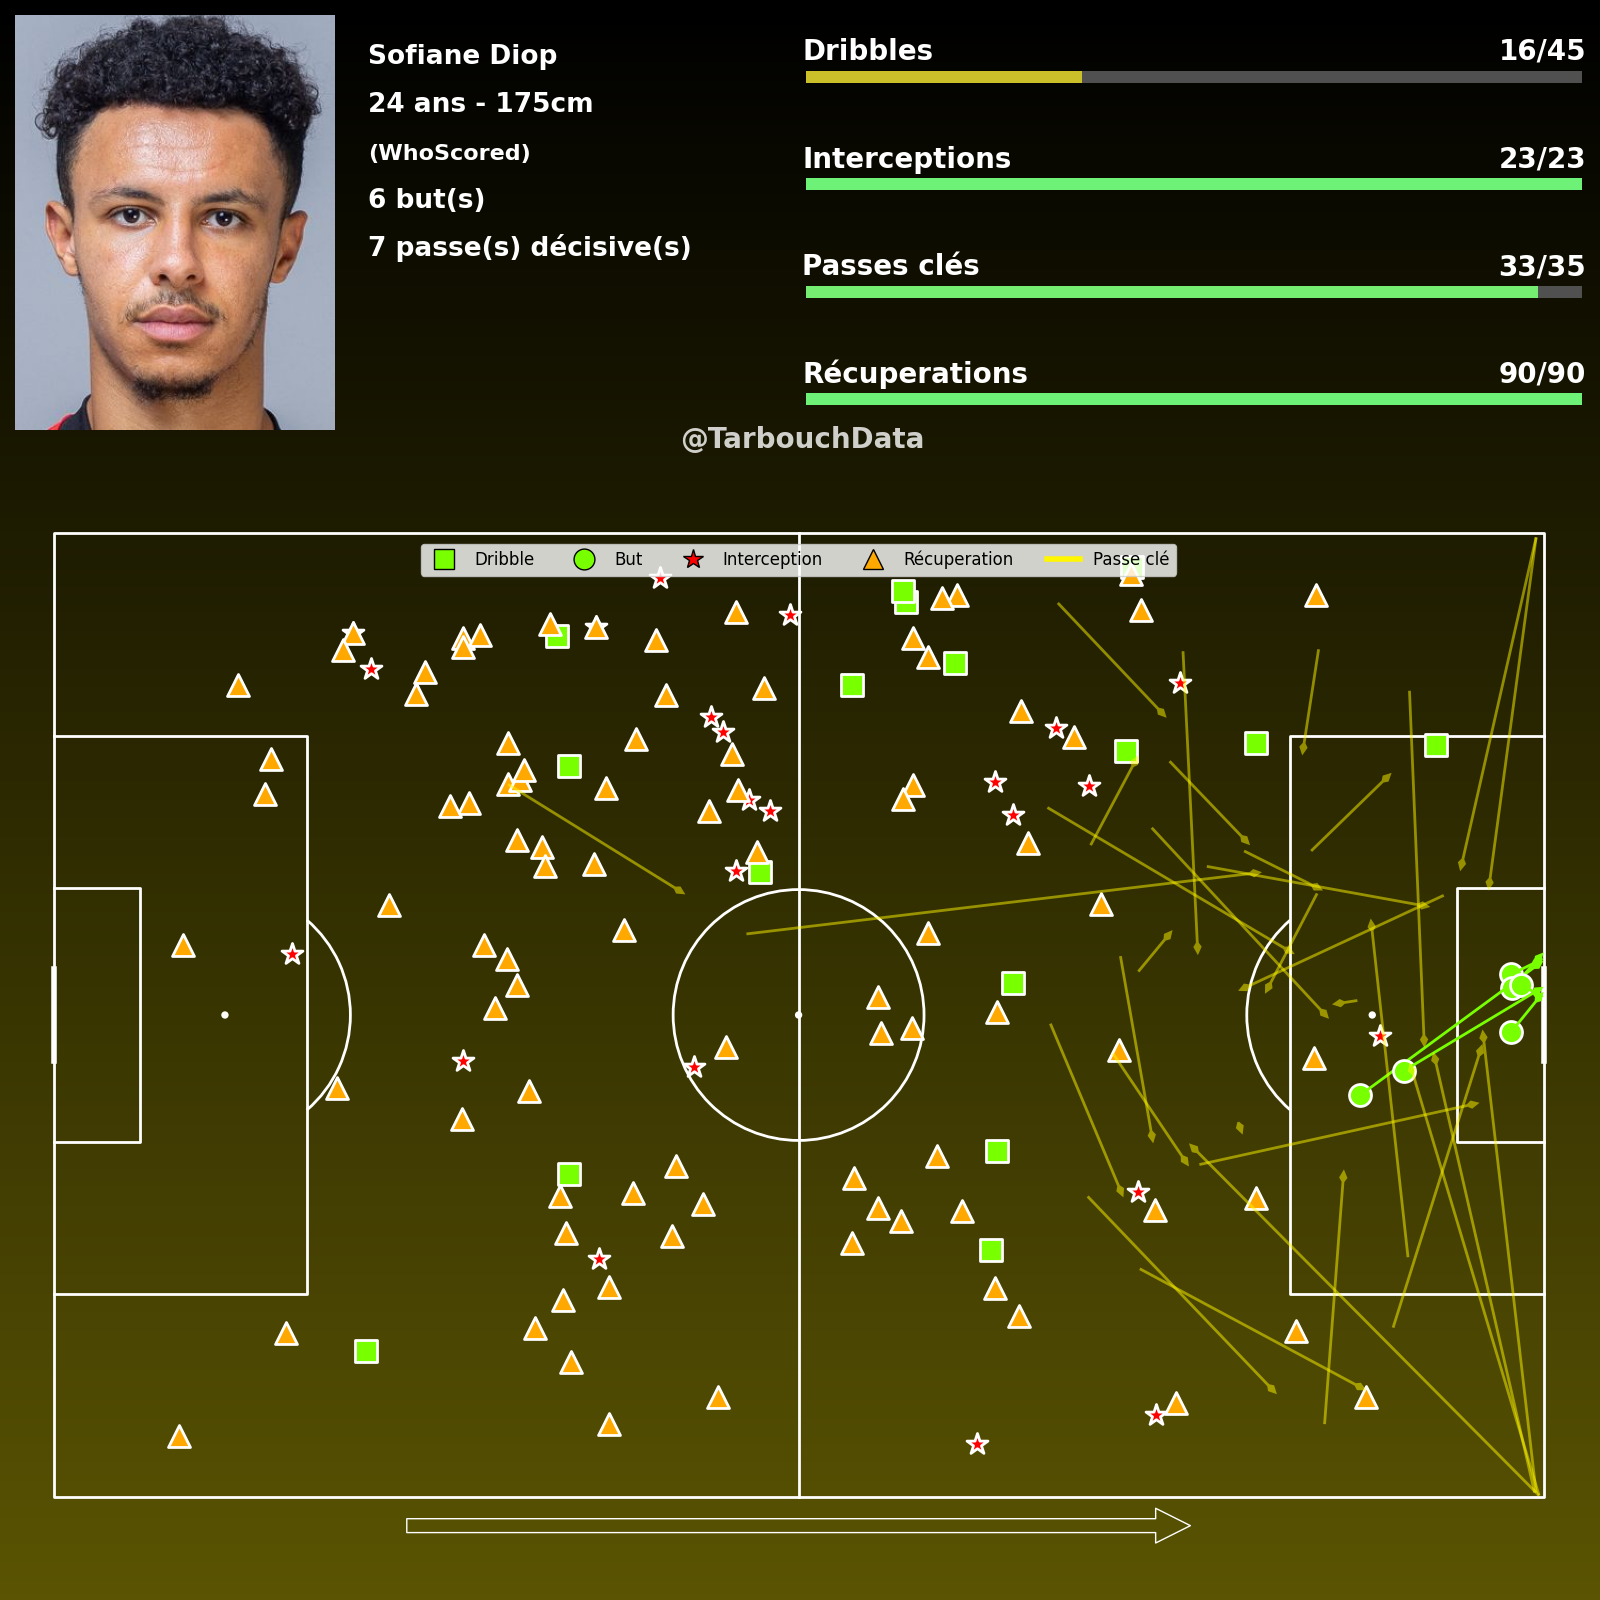 Sofiane Diop
24 ans - 175cm
(WhoScored)
6 but(s)
7 passe(s) décisive(s)
Dribbles 16/45
Interceptions 23/23
Passes clés 33/35
Récuperations 90/90
@TarbouchData
Dribble But Interception Récuperation Passe clé